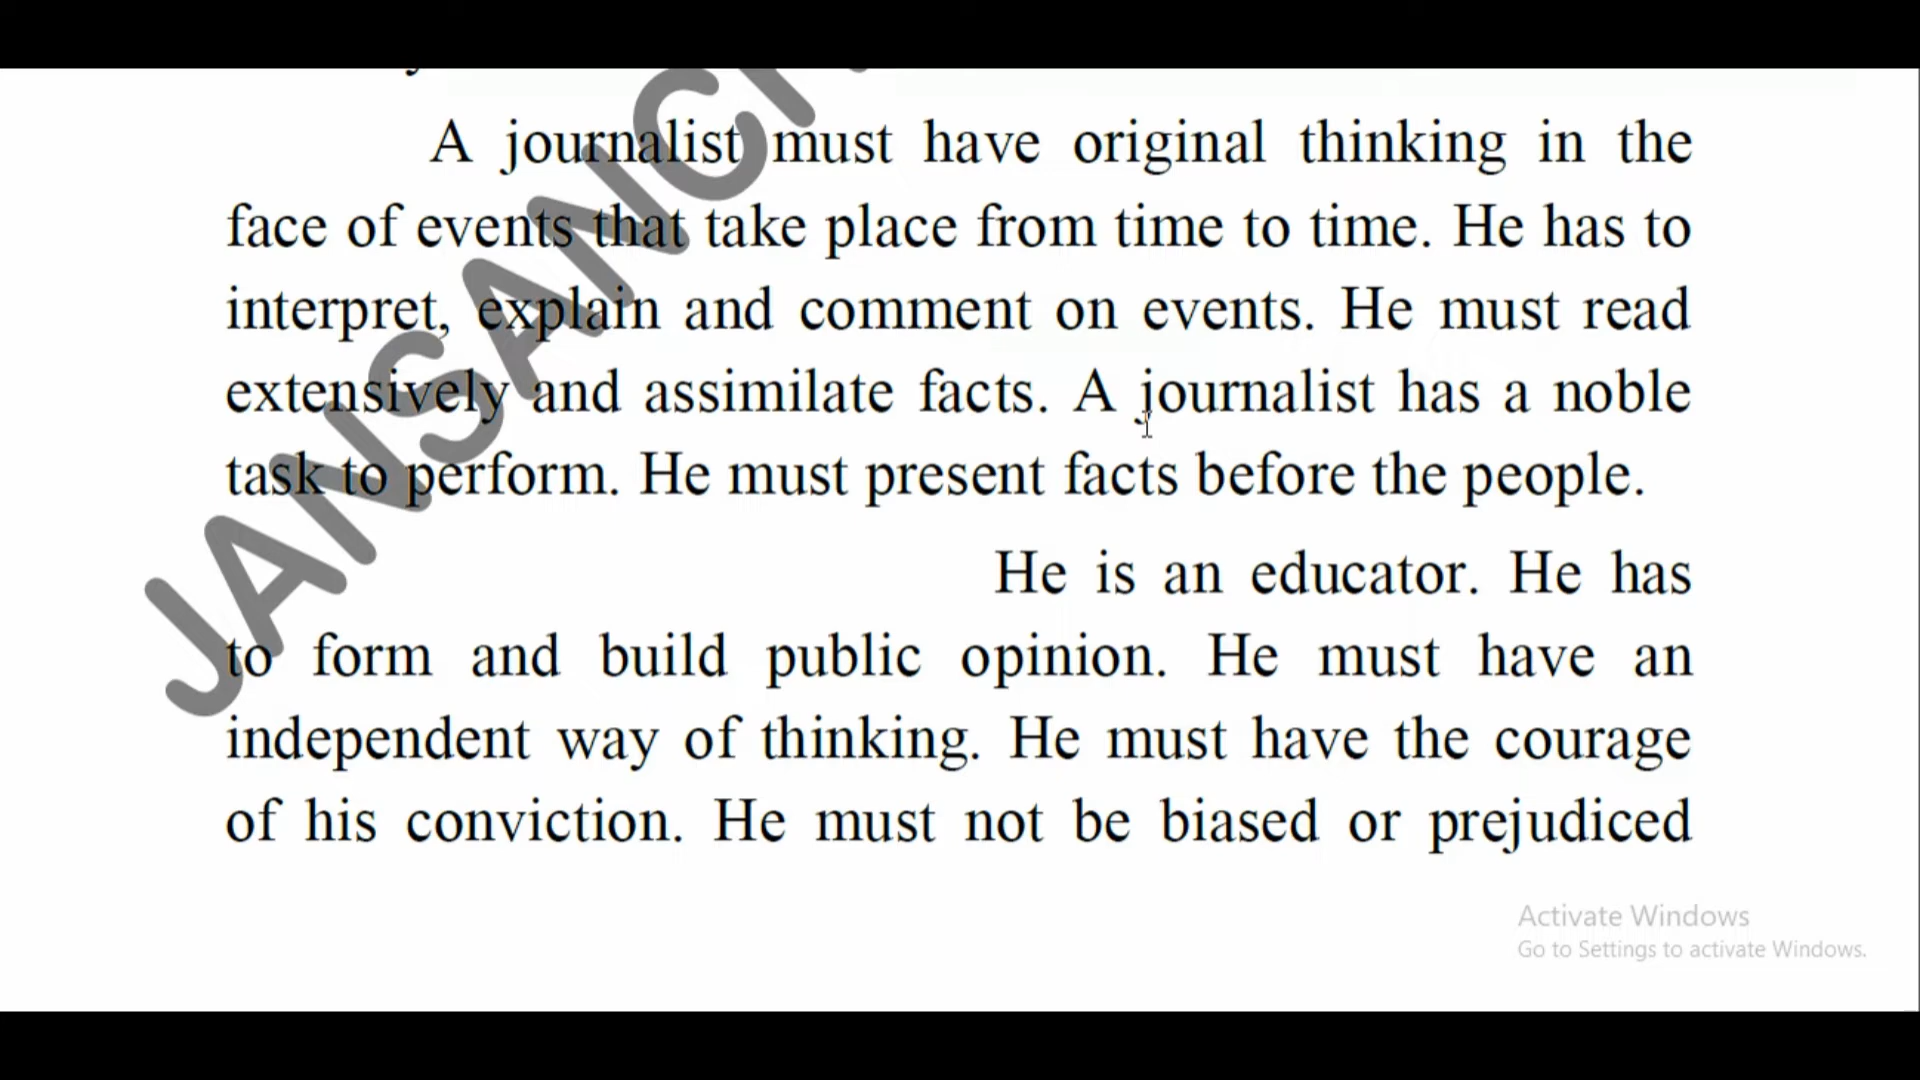 A journalist must have original thinking in the
face of events that take place from time to time. He has to
interpret, explain and comment on events. He must read
extensively and assimilate facts. A journalist has a noble
task to perform. He must present facts before the people.
He is an educator. He has
to form and build public opinion. He must have an
independent way of thinking. He must have the courage
of his conviction. He must not be biased or prejudiced
JANSANCH
Activate Windows
Go to Settings to activate Windows.